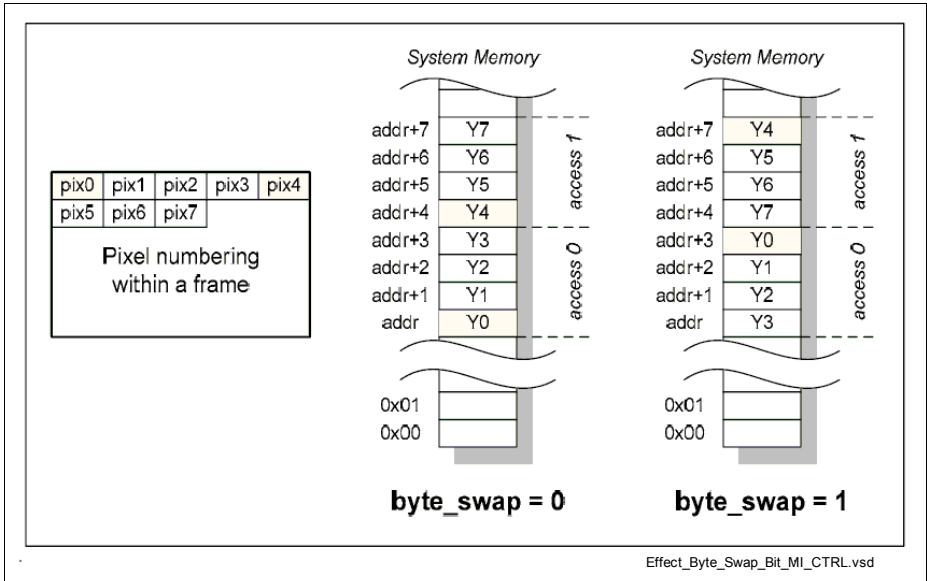 System Memory
addr+7 Y7
addr+6 Y6
addr+5 Y5
addr+4 Y4
addr+3 Y3
addr+2 Y2
addr+1 Y1
addr Y0
access 1
access 0
0x01
0x00
byte_swap = 0
System Memory
addr+7 Y4
addr+6 Y5
addr+5 Y6
addr+4 Y7
addr+3 Y0
addr+2 Y1
addr+1 Y2
addr Y3
access 1
access 0
0x01
0x00
byte_swap = 1
pix0 pix1 pix2 pix3 pix4
pix5 pix6 pix7
Pixel numbering
within a frame
Effect_Byte_Swap_Bit_MI_CTRL.vsd